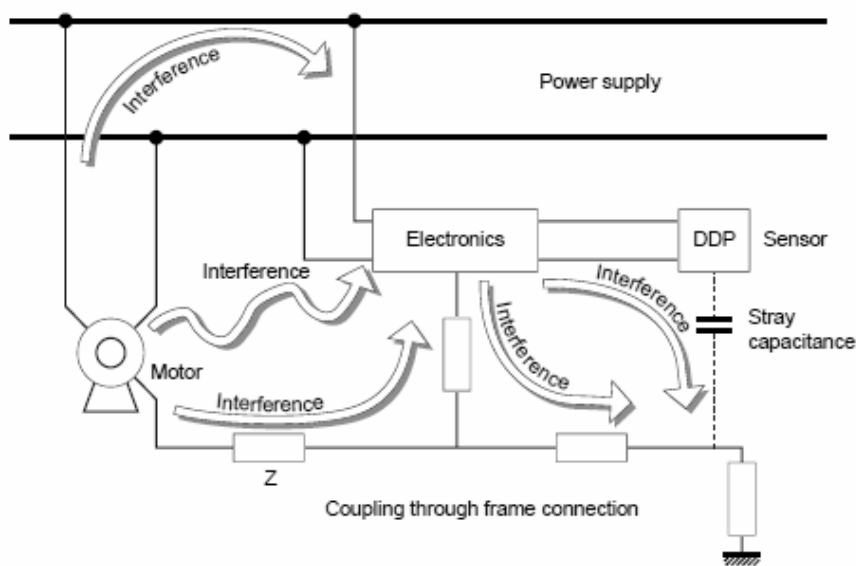 Interference
Power supply
Electronics
DDP
Sensor
Interference
Interference
Interference
Stray
capacitance
Motor
Interference
Z
Coupling through frame connection